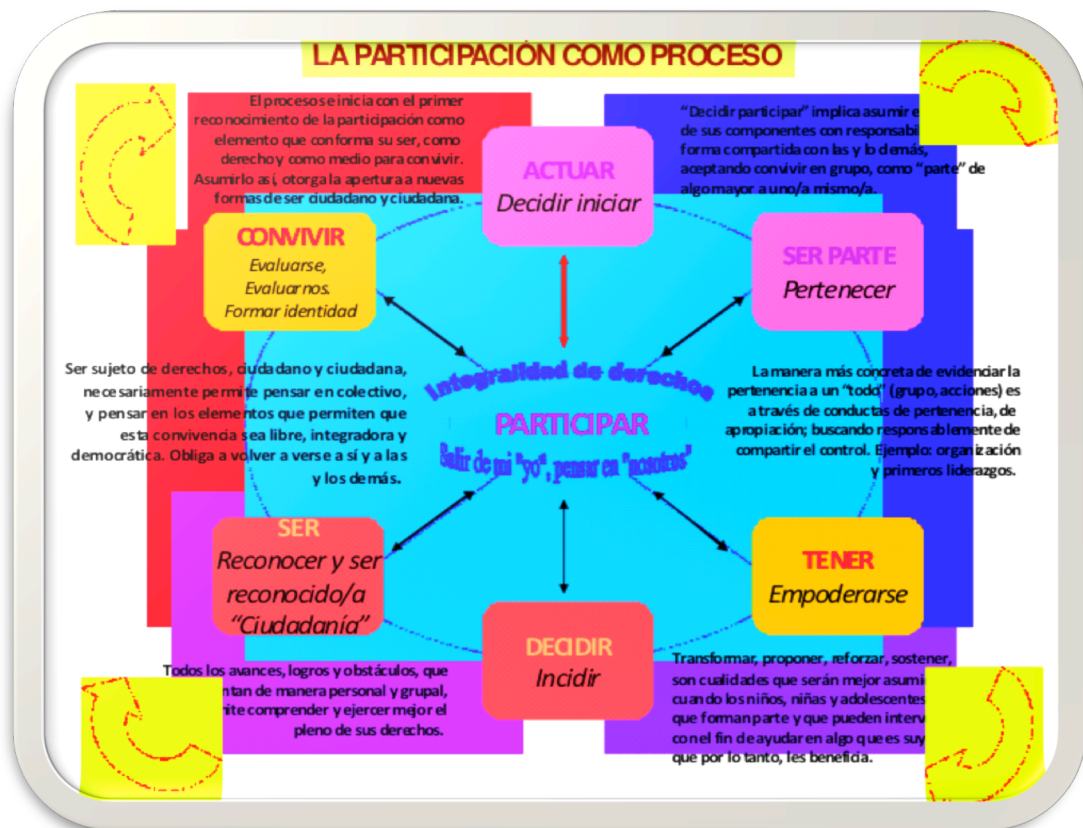 LA PARTICIPACIÓN COMO PROCESO
El proceso se inicia con el primer
reconocimiento de la participación como
elemento que conforma su ser, como
derecho y como medio para convivir.
Asumirlo así, otorga la apertura a nuevas
formas de ser ciudadano y ciudadana.
"Decidir participar" implica asumir
de sus componentes con
forma compartida con las y lo demás,
aceptando convivir en grupo, como "parte" de
algo mayor a uno/a mismo/a.
ACTUAR
Decidir iniciar
CONVIVIR
Evaluarse,
Evaluarnos.
Formar identidad
SER PARTE
Pertenecer
Ser sujeto de derechos, ciudadano y ciudadana,
necesariamente permite pensar en colectivo,
y pensar en los elementos que permiten que
esta convivencia sea libre, integradora y
democrática. Obliga a volver a verse a sí y a las
y los demás.
Integralidad de derechos
PARTICIPAR
Salir de mi "yo", pensar en "nosotros"
La manera más concreta de evidenciar la
pertenencia a un "todo" (grupo, acciones) es
a través de conductas de pertenencia, de
apropiación; buscando responsablemente de
compartir el control. Ejemplo: organización
y primeros liderazgos.
SER
Reconocer y ser
reconocido/a
"Ciudadanía"
TENER
Empoderarse
DECIDIR
Incidir
Todos los avances, logros y obstáculos, que
de manera personal y grupal,
comprender y ejercer mejor el
pleno de sus derechos.
Transformar, proponer, reforzar, sostener,
son cualidades que serán mejor
cuando los niños, niñas y adolescentes
que forman parte y que pueden
con el fin de ayudar en algo que es
que por lo tanto, les beneficia.